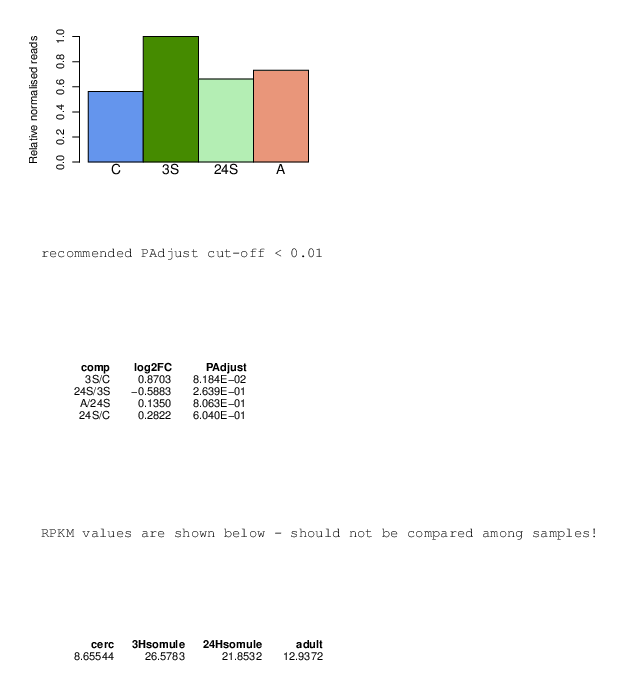 Relative normalised reads
1.0
0.8
0.6
0.4
0.2
0.0
C 3S 24S A
recommended PAdjust cut-off < 0.01
comp log2FC PAdjust
3S/C 0.8703 8.184E−02
24S/3S −0.5883 2.639E−01
A/24S 0.1350 8.063E−01
24S/C 0.2822 6.040E−01
RPKM values are shown below - should not be compared among samples!
cerc 3Hsomule 24Hsomule adult
8.65544 26.5783 21.8532 12.9372